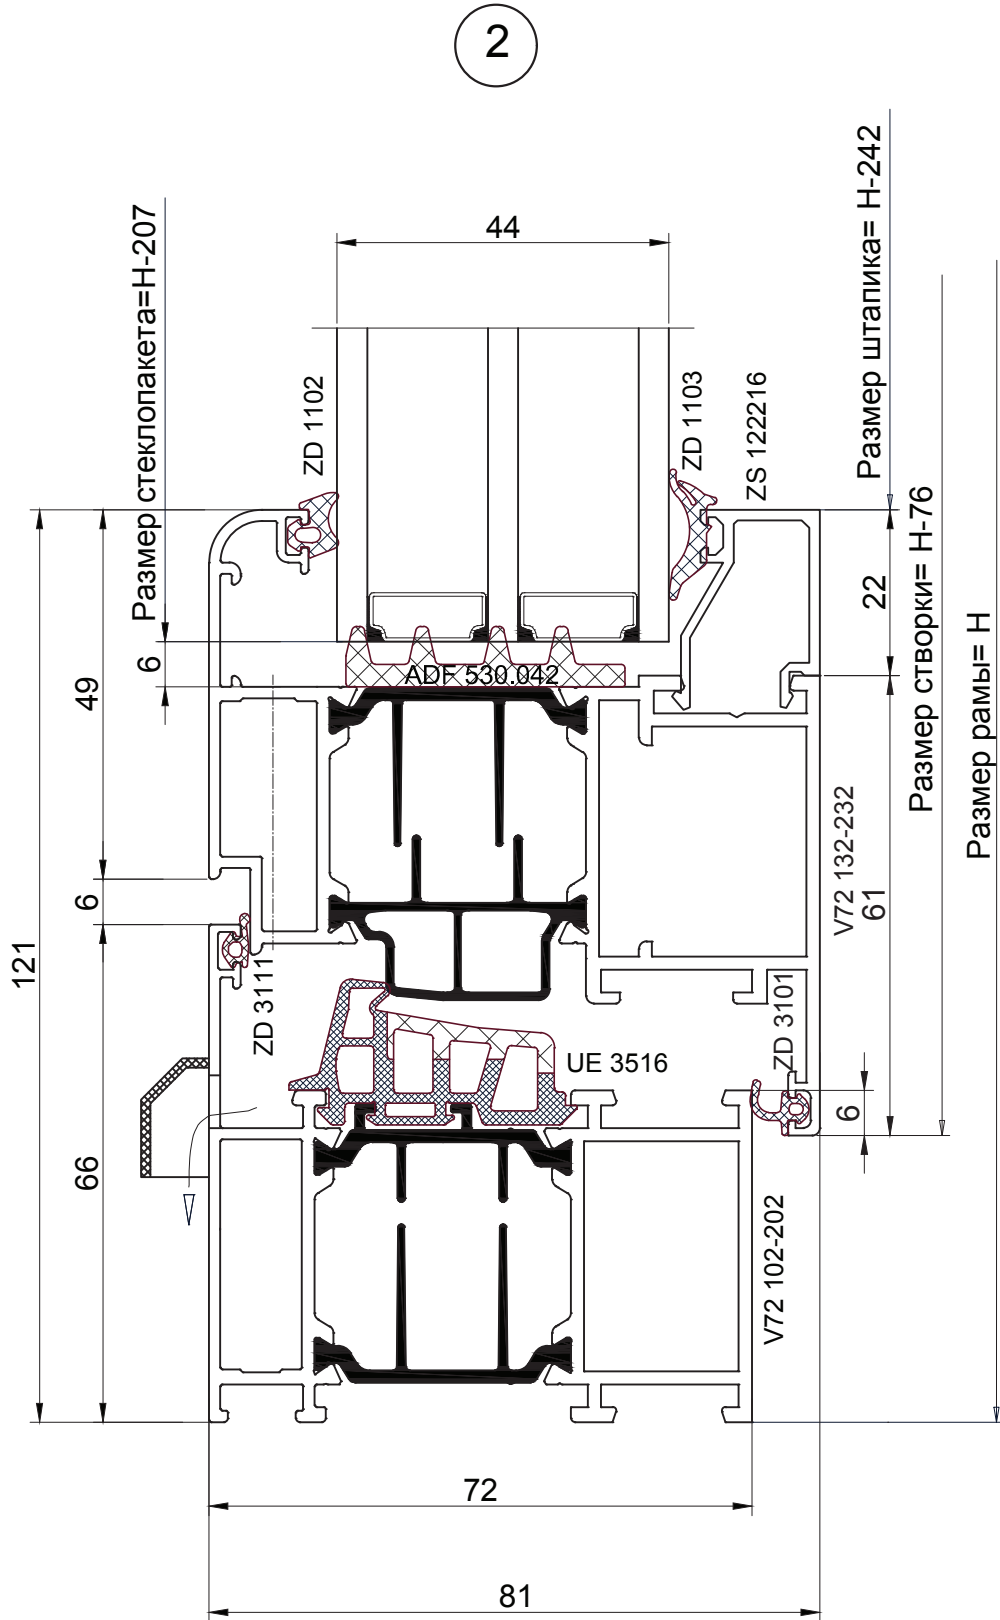 2
Размер стеклопакета=H-207
44
Размер штапика= H-242
ZD 1102
ZD 1103
ZS 122216
Размер створки= H-76
Размер рамы= H
22
6
ADF 530.042
49
V72 132-232
61
6
121
ZD 3111
ZD 3101
UE 3516
6
66
V72 102-202
72
81